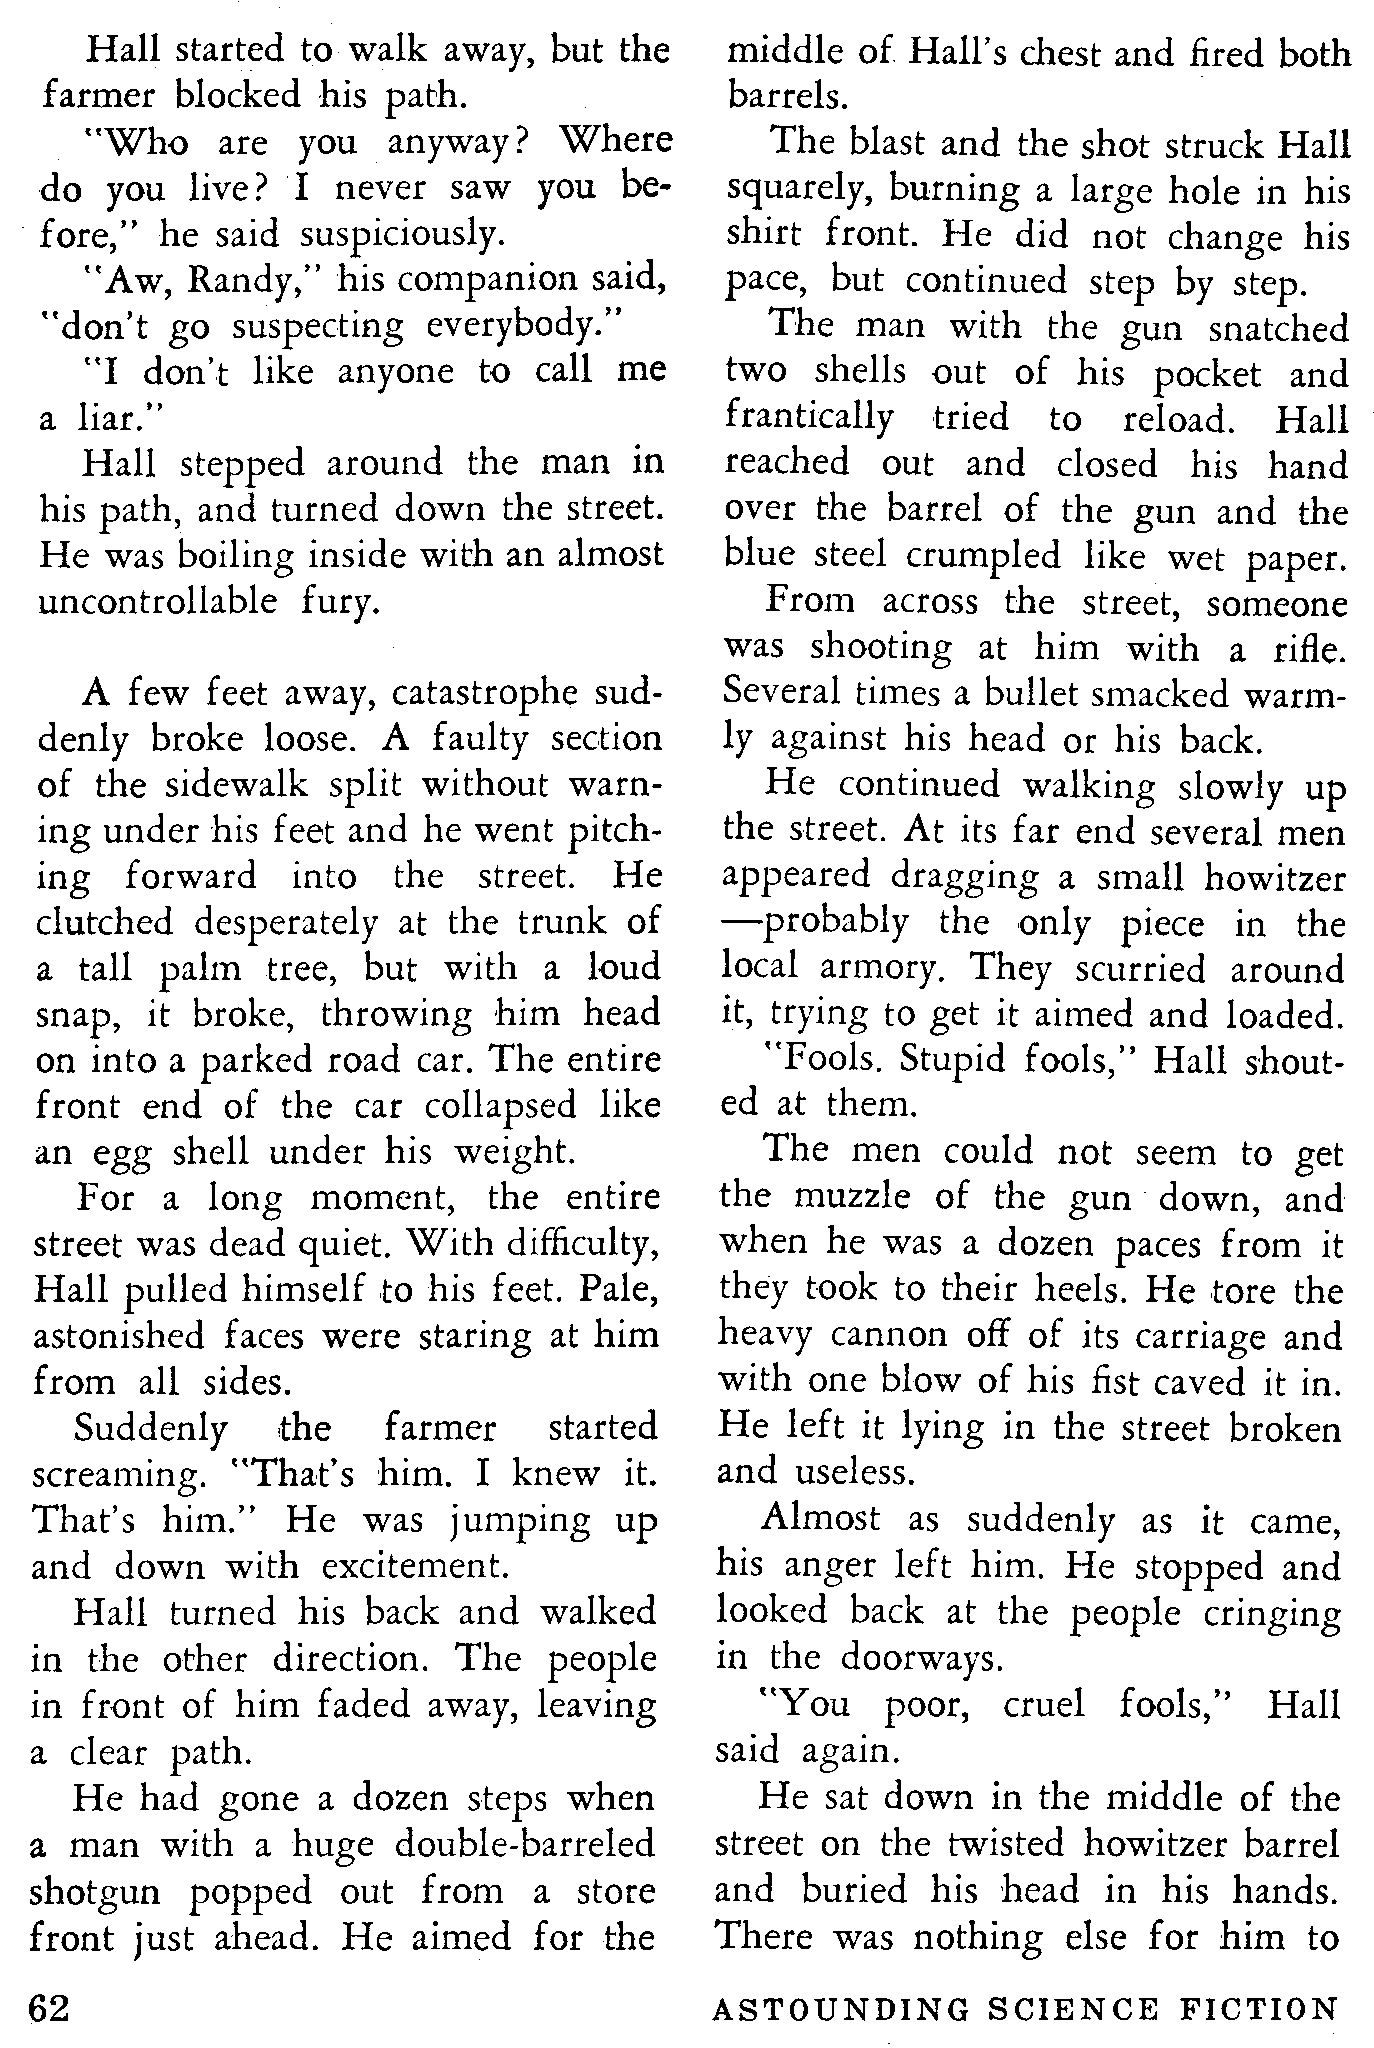 Hall started to walk away, but the
farmer blocked his path.
"Who are you anyway? Where
do you live? I never saw you be-
fore," he said suspiciously.
"Aw, Randy," his companion said,
"don't go suspecting everybody."
"I don't like anyone to call me
a liar."
Hall stepped around the man in
his path, and turned down the street.
He was boiling inside with an almost
uncontrollable fury.
A few feet away, catastrophe sud-
denly broke loose. A faulty section
of the sidewalk split without warn-
ing under his feet and he went pitch-
ing forward into the street. He
clutched desperately at the trunk of
a tall palm tree, but with a loud
snap, it broke, throwing him head
on into a parked road car. The entire
front end of the car collapsed like
an egg shell under his weight.
For a long moment, the entire
street was dead quiet. With difficulty,
Hall pulled himself to his feet. Pale,
astonished faces were staring at him
from all sides.
Suddenly the farmer started
screaming. "That's him. I knew it.
That's him." He was jumping up
and down with excitement.
Hall turned his back and walked
in the other direction. The people
in front of him faded away, leaving
a clear path.
He had gone a dozen steps when
a man with a huge double-barreled
shotgun popped out from a store
front just ahead. He aimed for the
middle of Hall's chest and fired both
barrels.
The blast and the shot struck Hall
squarely, burning a large hole in his
shirt front. He did not change his
pace, but continued step by step.
The man with the gun snatched
two shells out of his pocket and
frantically tried to reload. Hall
reached out and closed his hand
over the barrel of the gun and the
blue steel crumpled like wet paper.
From across the street, someone
was shooting at him with a rifle.
Several times a bullet smacked warm-
ly against his head or his back.
He continued walking slowly up
the street. At its far end several men
appeared dragging a small howitzer
—probably the only piece in the
local armory. They scurried around
it, trying to get it aimed and loaded.
"Fools. Stupid fools," Hall shout-
ed at them.
The men could not seem to get
the muzzle of the gun down, and
when he was a dozen paces from it
they took to their heels. He tore the
heavy cannon off of its carriage and
with one blow of his fist caved it in.
He left it lying in the street broken
and useless.
Almost as suddenly as it came,
his anger left him. He stopped and
looked back at the people cringing
in the doorways.
"You poor, cruel fools," Hall
said again.
He sat down in the middle of the
street on the twisted howitzer barrel
and buried his head in his hands.
There was nothing else for him to
62
ASTOUNDING SCIENCE FICTION